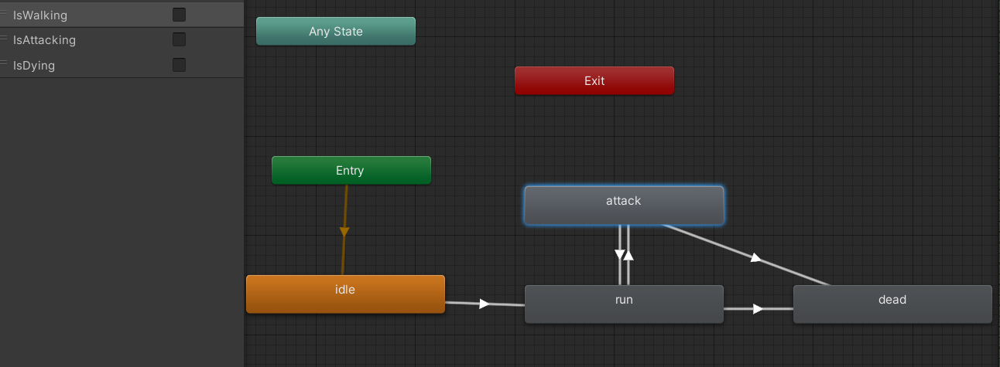 IsWalking
IsAttacking
IsDying
Any State
Exit
Entry
attack
idle
run
dead